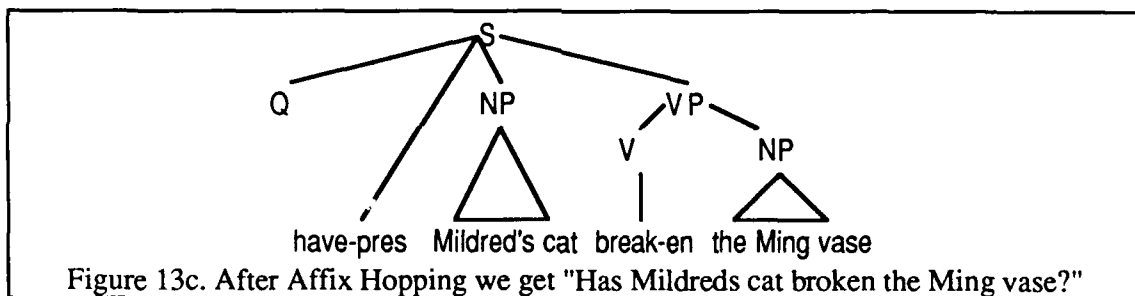 S
Q NP VP
V NP
have-pres Mildred's cat break-en the Ming vase
Figure 13c. After Affix Hopping we get "Has Mildreds cat broken the Ming vase?"